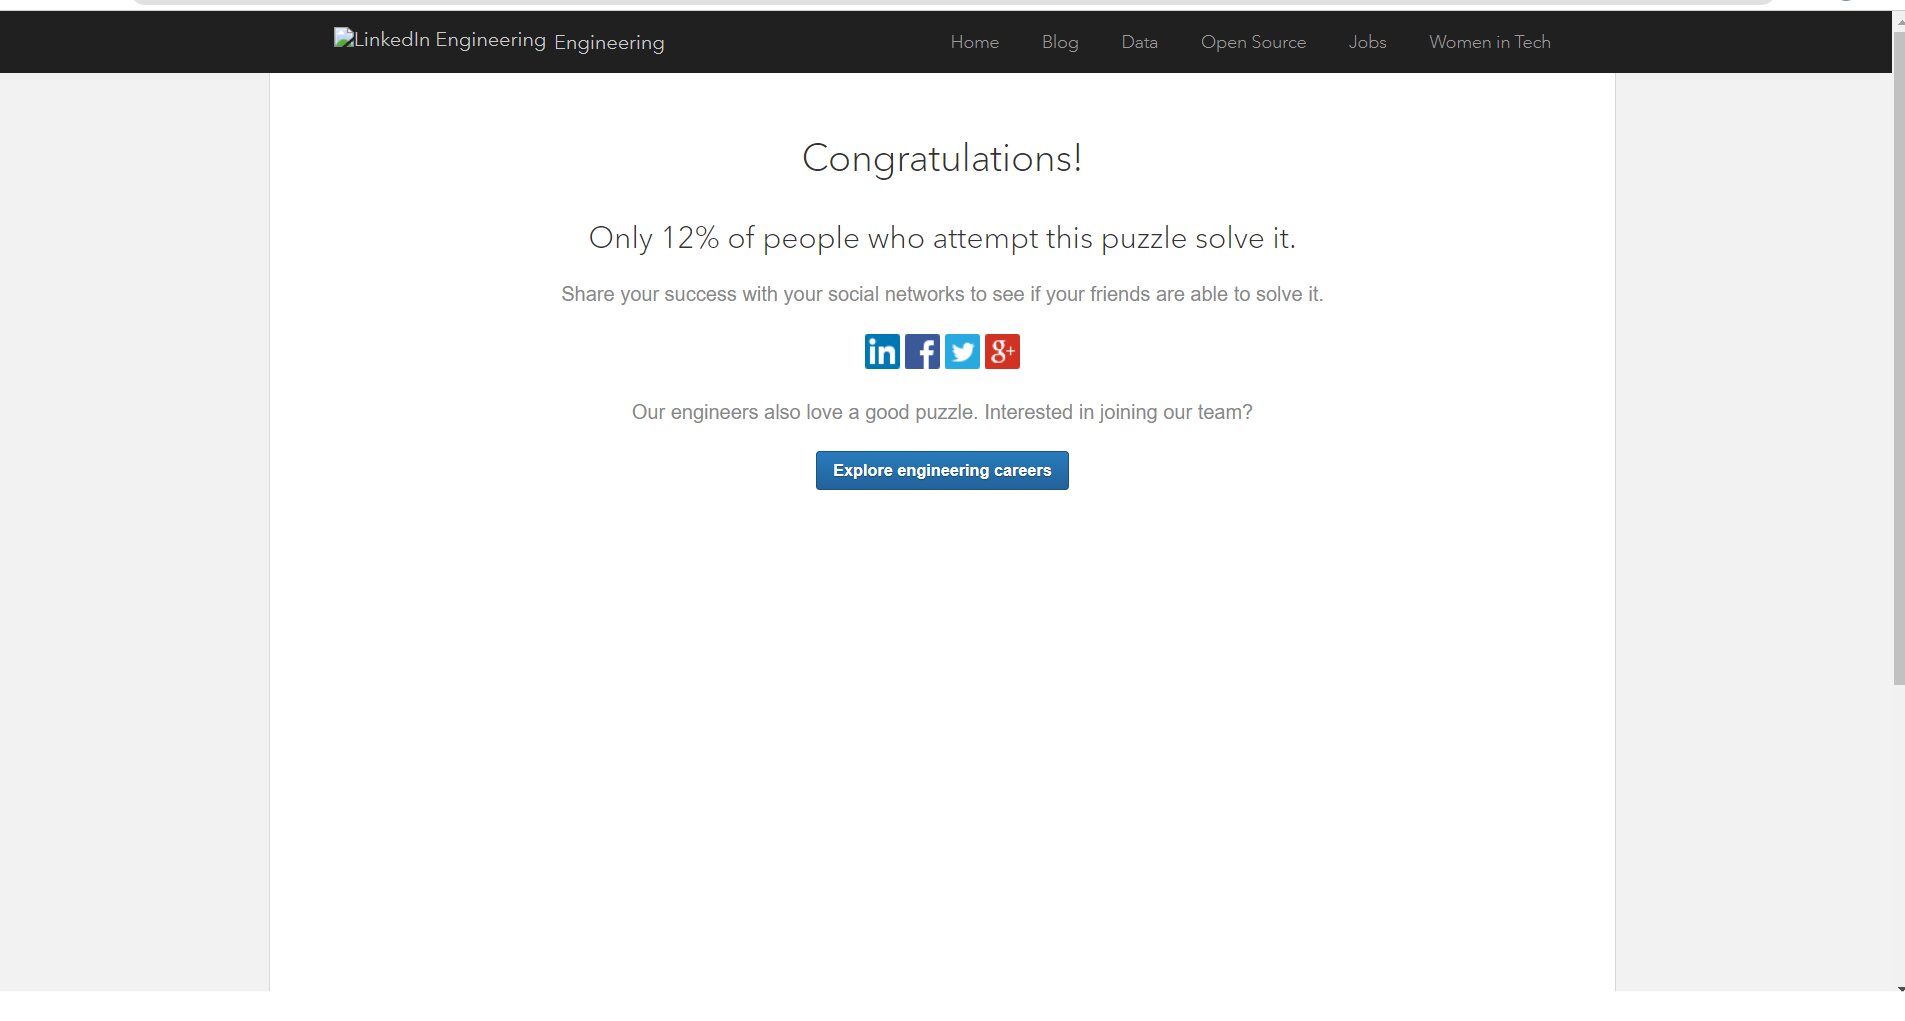 LinkedIn Engineering Engineering Home Blog Data Open Source Jobs Women in Tech
Congratulations!
Only 12% of people who attempt this puzzle solve it.
Share your success with your social networks to see if your friends are able to solve it.
in f g+
Our engineers also love a good puzzle. Interested in joining our team?
Explore engineering careers